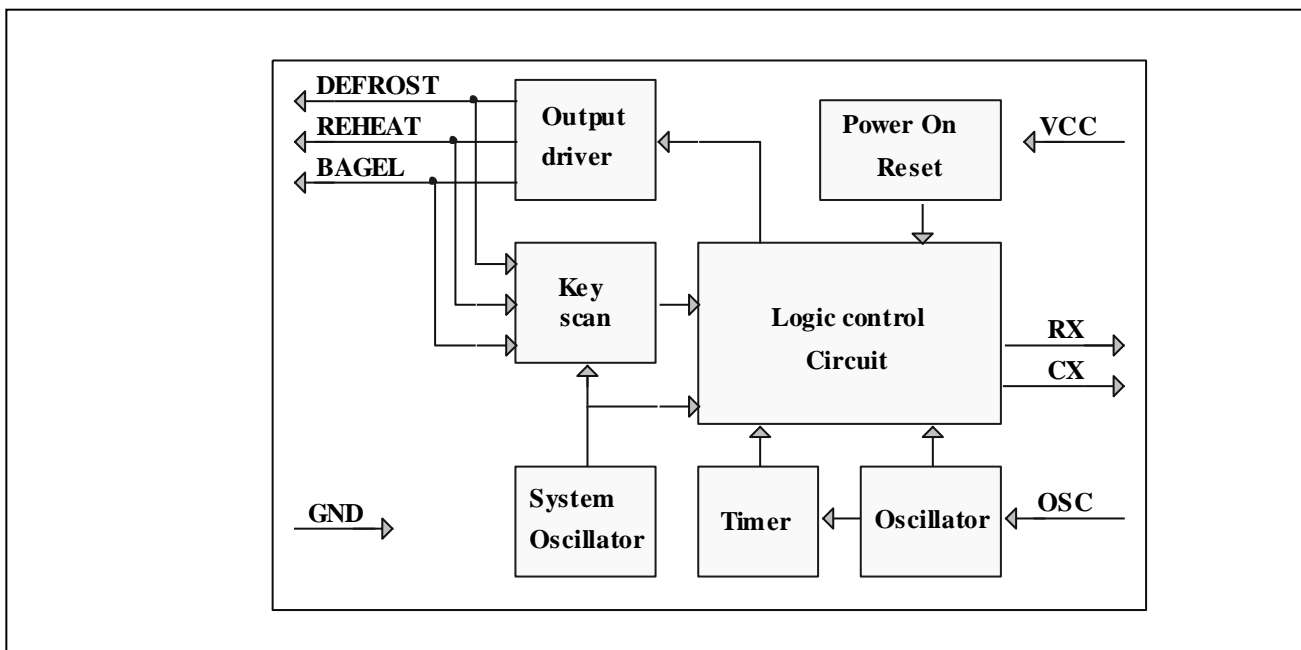 DEFROST
REHEAT
BAGEL
Output
driver
Power On
Reset
VCC
Key
scan
Logic control
Circuit
RX
CX
GND
System
Oscillator
Timer
Oscillator
OSC